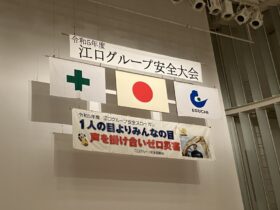 令和5年度
江口グループ安全大会
令和5年度 江口グループ安全スローガン
1人の目よりみんなの目
声を掛け合いゼロ災害